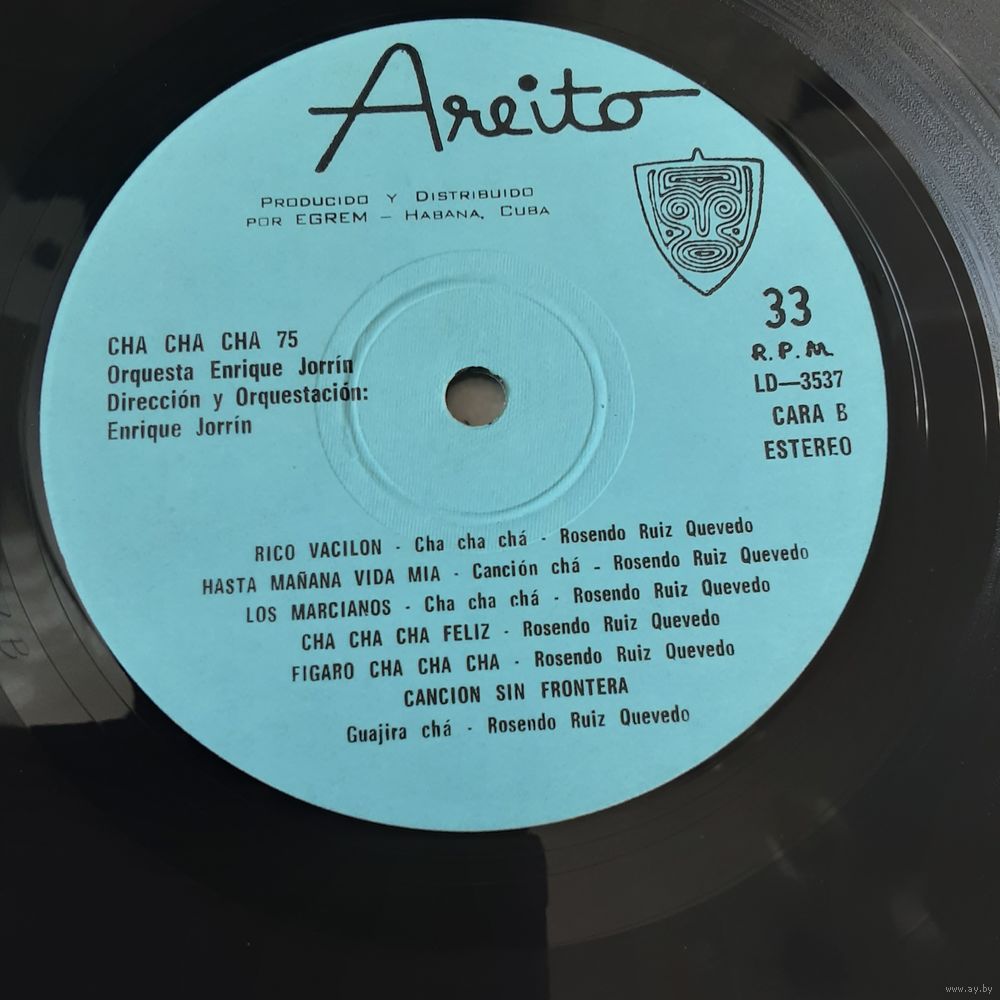 Areito
PRODUCIDO Y DISTRIBUIDO
POR EGREM — HABANA, CUBA
33
R.P.M
LD—3537
CARA B
ESTEREO
CHA CHA CHA 75
Orquesta Enrique Jorrín
Dirección y Orquestación:
Enrique Jorrín
RICO VACILON - Cha cha chá - Rosendo Ruiz Quevedo
HASTA MAÑANA VIDA MIA - Canción chá - Rosendo Ruiz Quevedo
LOS MARCIANOS - Cha cha chá - Rosendo Ruiz Quevedo
CHA CHA CHA FELIZ - Rosendo Ruiz Quevedo
FIGARO CHA CHA CHA - Rosendo Ruiz Quevedo
CANCION SIN FRONTERA
Guajira chá - Rosendo Ruiz Quevedo
www.ay.by